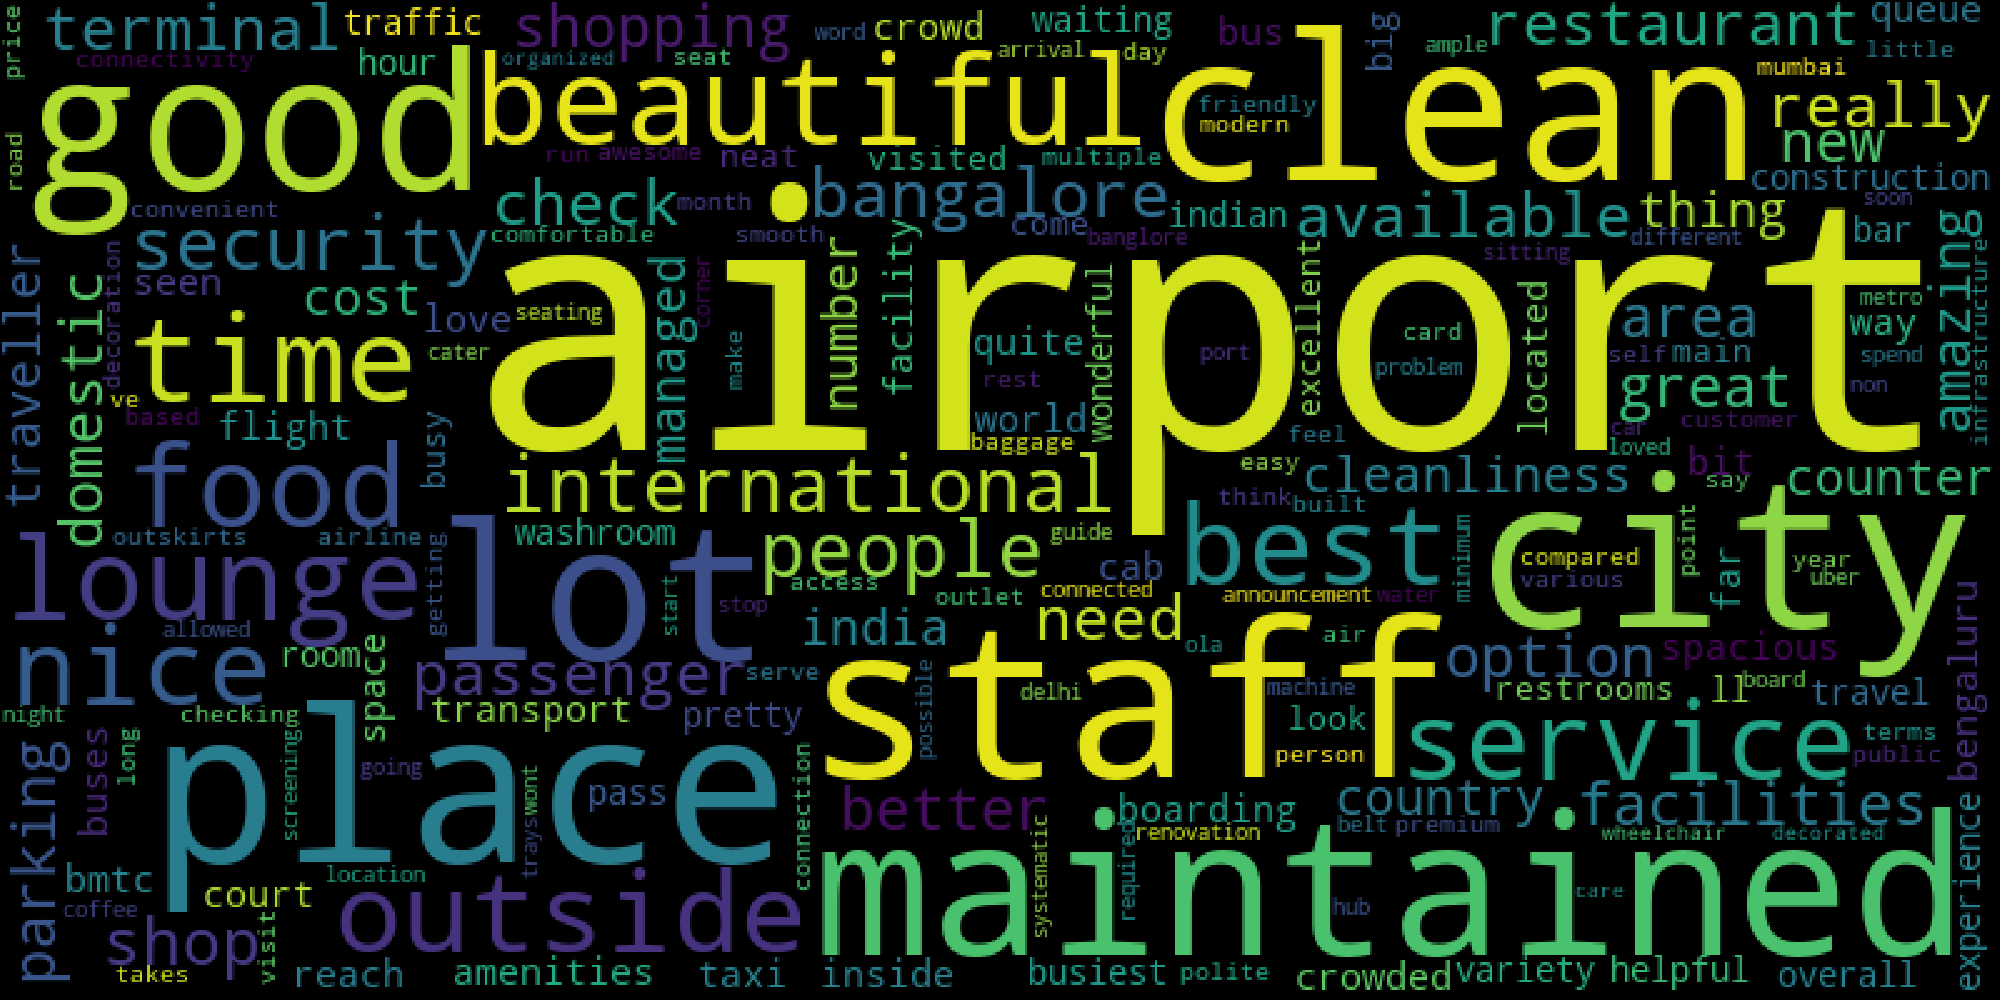 price
terminal
traffic
shopping
word
crowd
waiting
bus
big
restaurant
queue
connectivity
hour
organized
seat
arrival
day
ample
little
good
beautiful
clean
mumbai
friendly
modern
really
road
run
awesome
neat
visited
multiple
new
construction
convenient
check
month
bangalore
indian
available
thing
soon
security
comfortable
smooth
come
banglore
sitting
different
bar
traveller
domestic
decoration
seen
cost
love
seating
managed
corner
number
facility
wonderful
excellent
located
area
metro
way
amazing
infrastructure
time
cater
make
airport
quite
port
card
problem
self
main
spend
ve
based
flight
busy
rest
world
baggage
feel
great
non
customer
car
loved
food
international
easy
cleanliness
bit
say
counter
outskirts
airline
getting
washroom
people
guide
think
built
best
minimum
city
point
compared
various
far
year
uber
lounge
lot
start
access
stop
outlet
cab
connected
announcement
water
allowed
india
need
ola
air
bengaluru
nice
room
space
passenger
serve
possible
staff
delhi
machine
option
spacious
restrooms
ll
board
travel
night
checking
transport
pretty
look
person
service
terms
public
parking
buses
long
screening
place
going
trays
wont
pass
connection
better
boarding
renovation
country
belt
premium
facilities
wheelchair
decorated
experience
bmtc
coffee
court
location
outside
systematic
required
maintained
hub
care
shop
visit
takes
reach
amenities
taxi
inside
busiest
polite
crowded
variety
helpful
overall